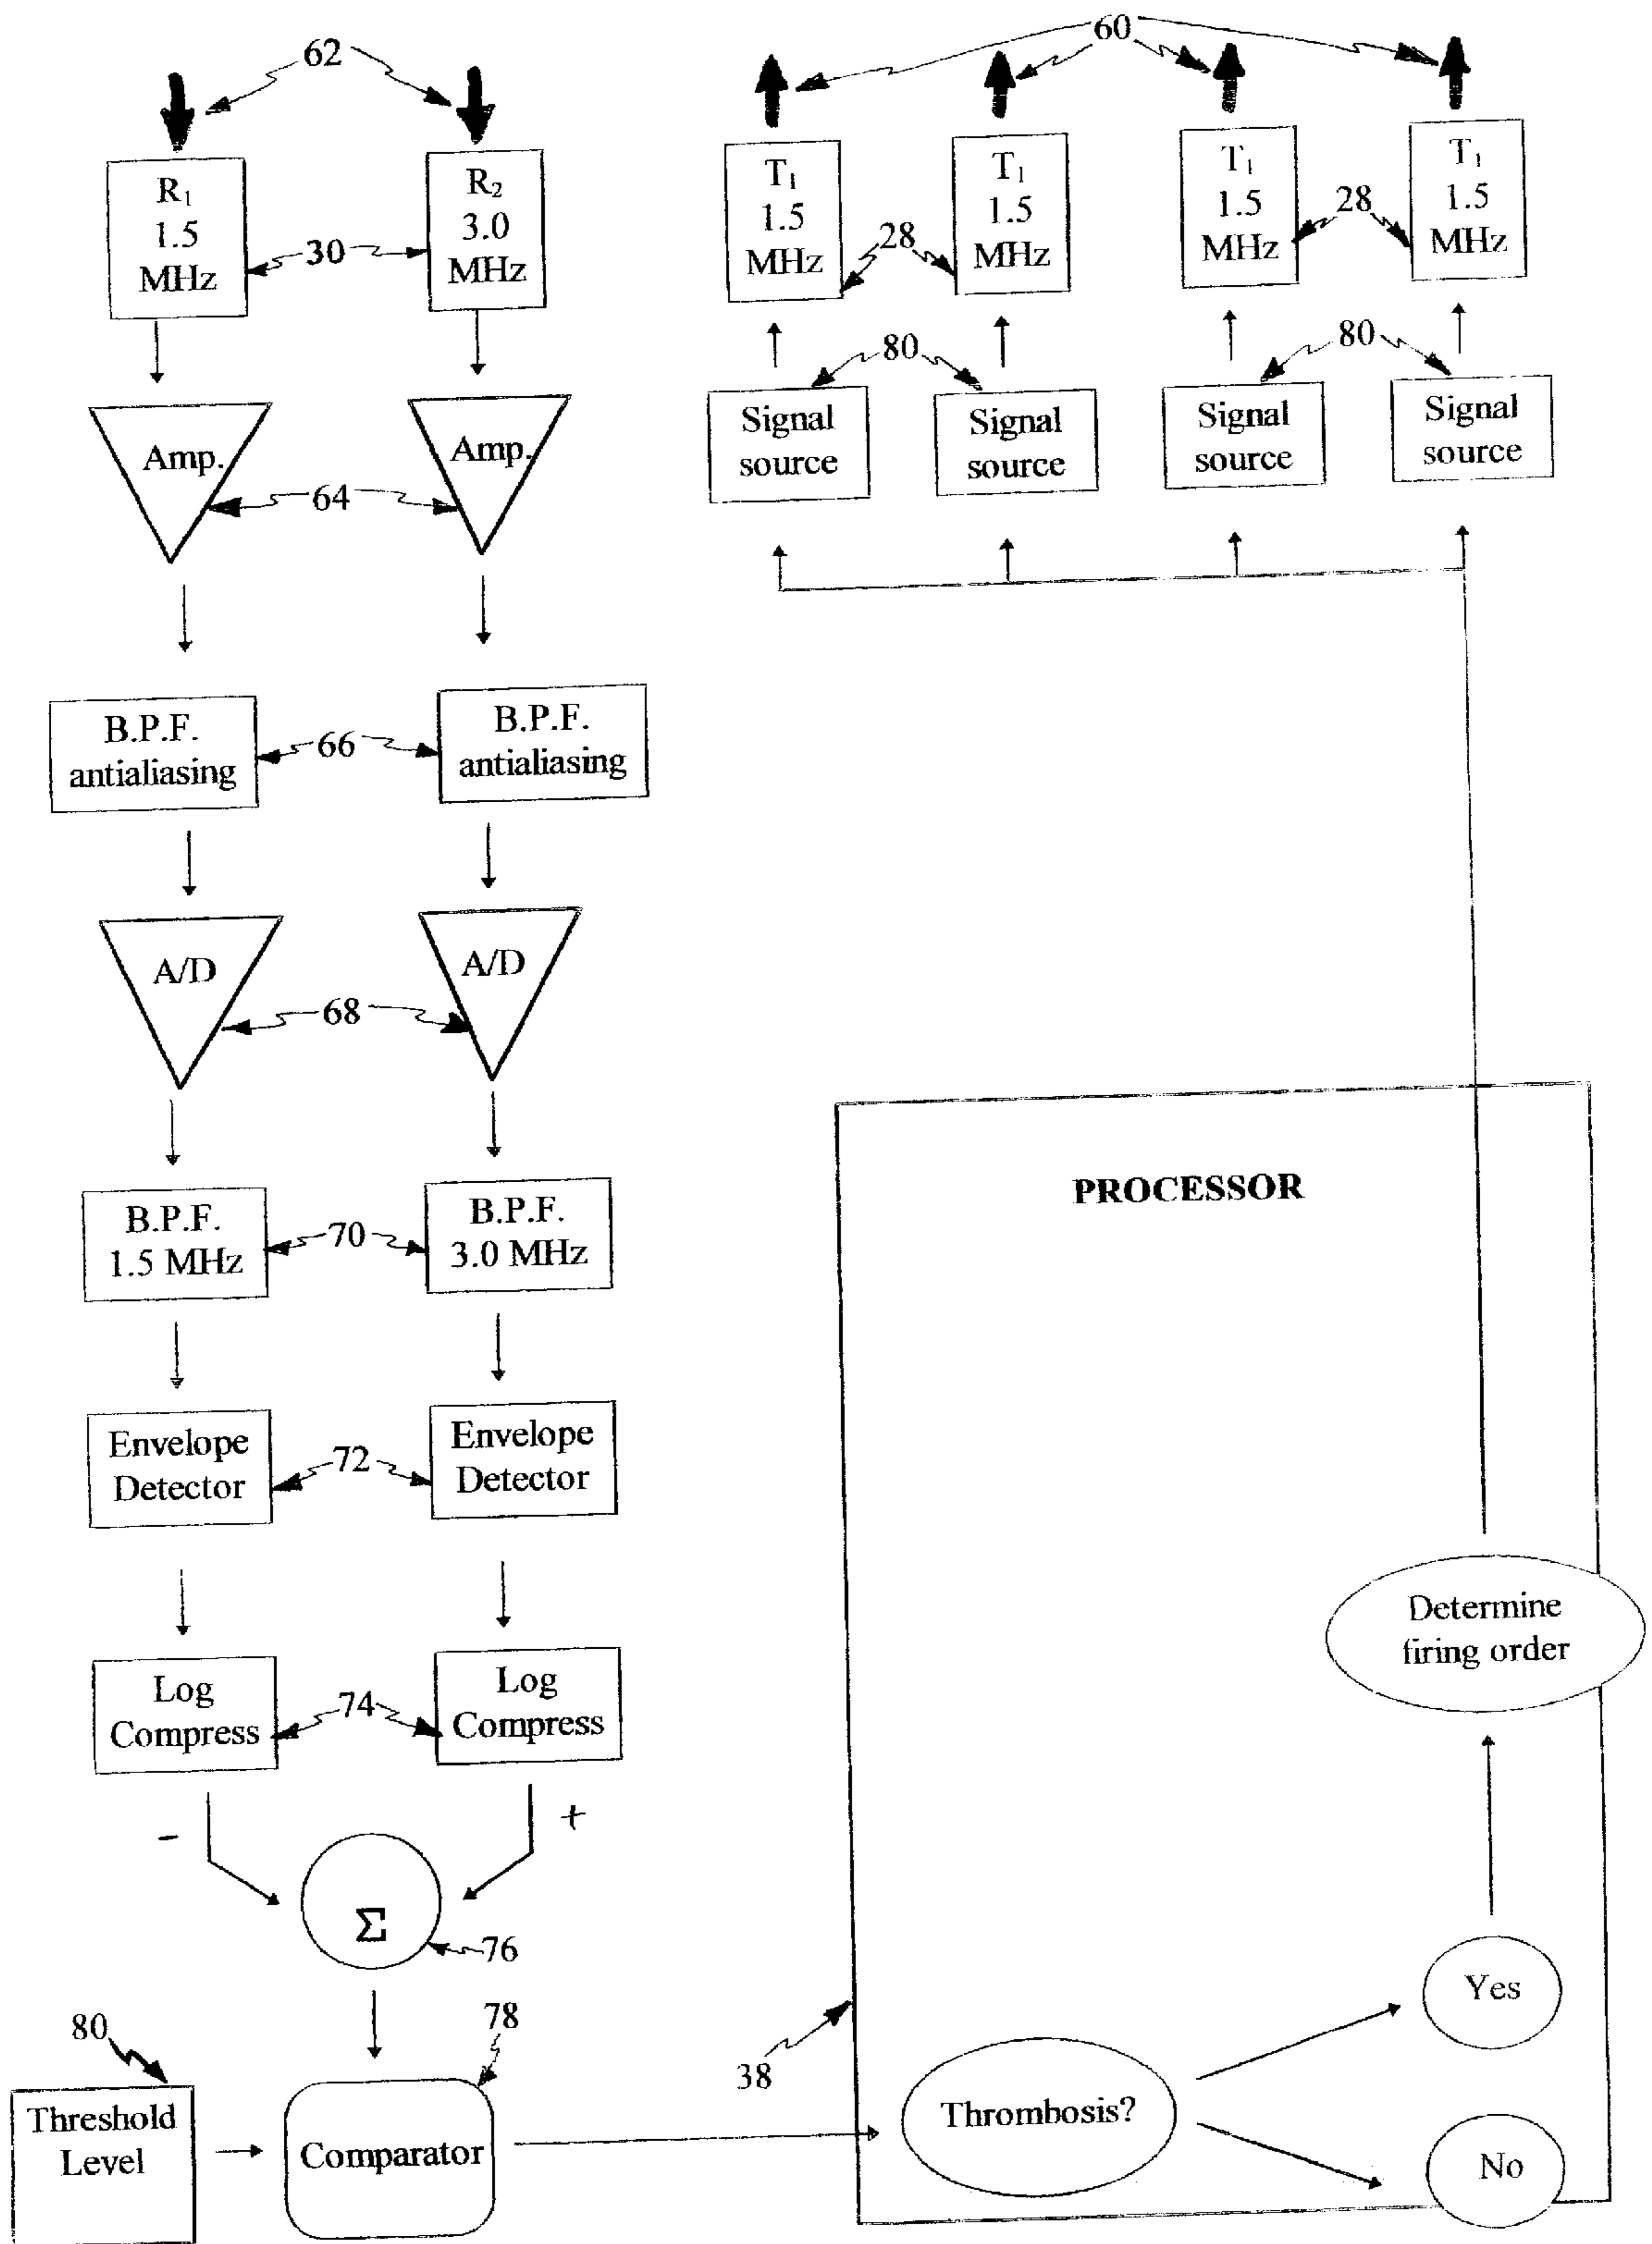 62
60
R₁
1.5
MHz
R₂
3.0
MHz
30
T₁
1.5
MHz
T₁
1.5
MHz
T₁
1.5
MHz
T₁
1.5
MHz
28
28
80
80
Signal
source
Signal
source
Signal
source
Signal
source
Amp.
Amp.
64
B.P.F.
antialiasing
B.P.F.
antialiasing
66
A/D
A/D
68
B.P.F.
1.5 MHz
B.P.F.
3.0 MHz
70
Envelope
Detector
Envelope
Detector
72
Log
Compress
Log
Compress
74
-
+
Σ
76
78
80
Threshold
Level
Comparator
PROCESSOR
38
Thrombosis?
Yes
No
Determine
firing order